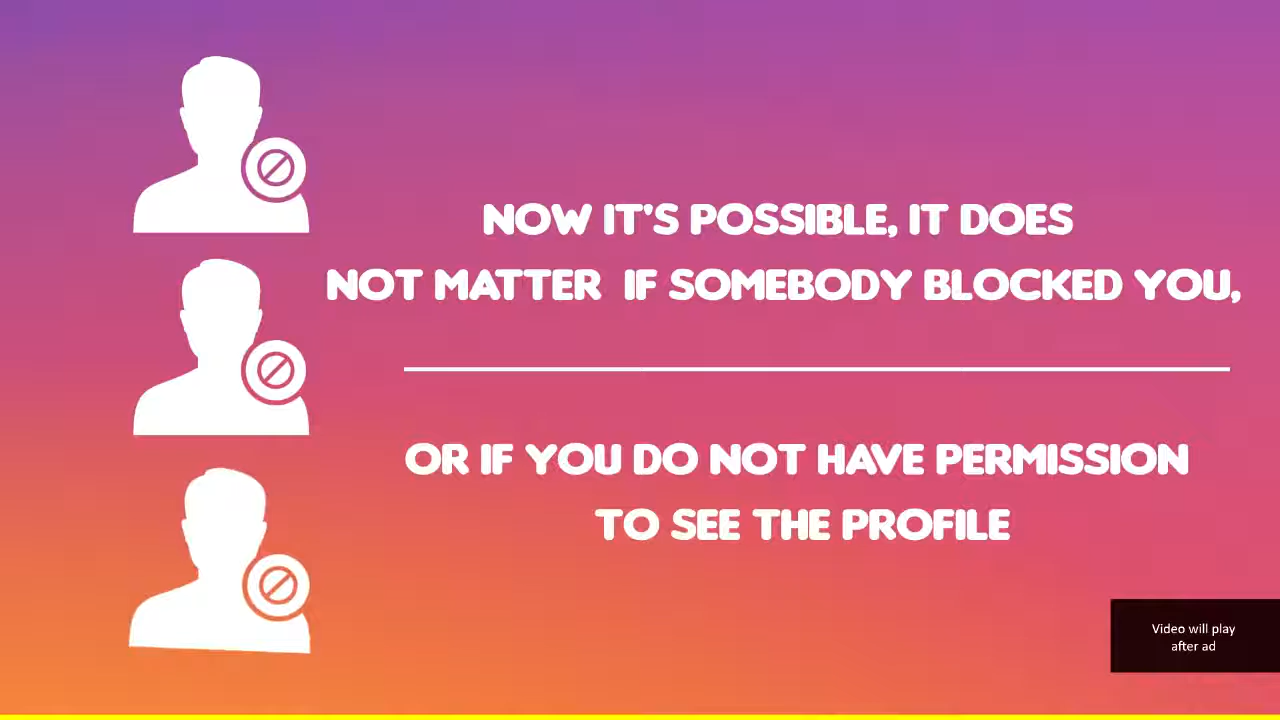 NOW IT'S POSSIBLE, IT DOES
NOT MATTER IF SOMEBODY BLOCKED YOU,
OR IF YOU DO NOT HAVE PERMISSION
TO SEE THE PROFILE
Video will play
after ad